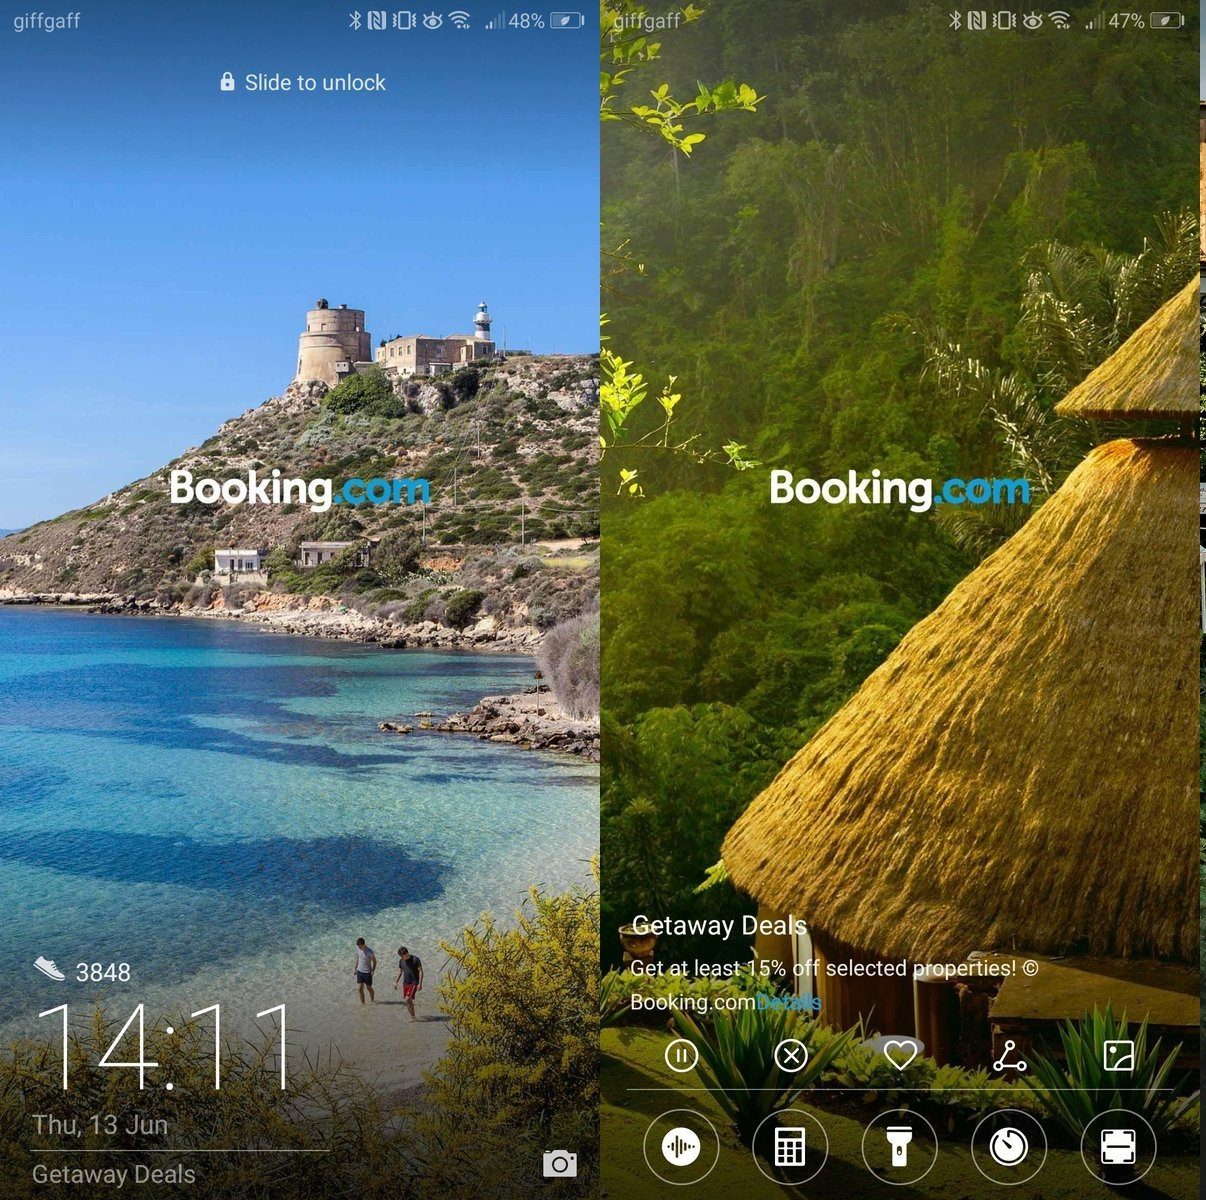 giffgaff
48%
Slide to unlock
Booking.com
3848
14:11
Thu, 13 Jun
Getaway Deals
giffgaff
47%
Booking.com
Getaway Deals
Get at least 15% off selected properties! ©
Booking.comDetails